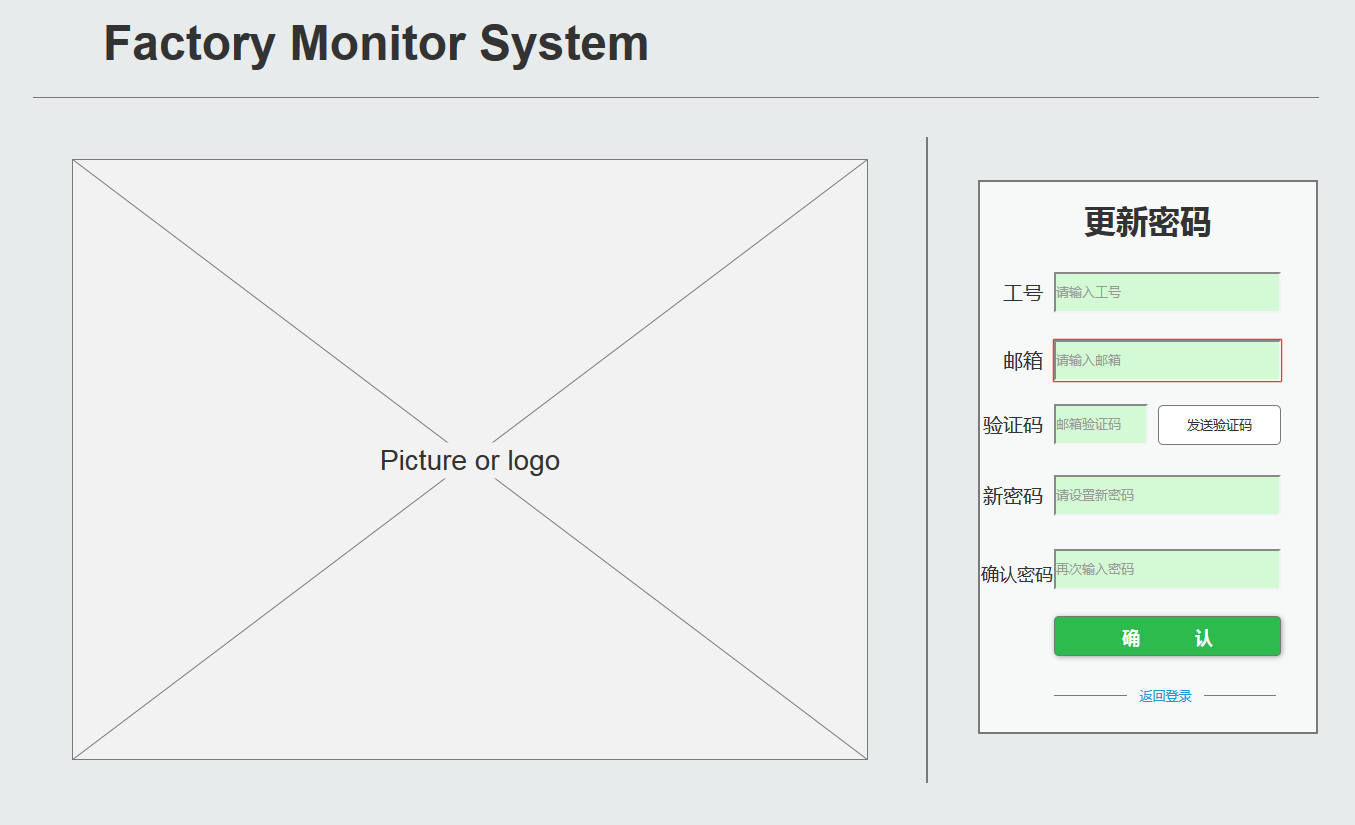 Factory Monitor System
Picture or logo
更新密码
工号 请输入工号
邮箱 请输入邮箱
验证码 邮箱验证码 发送验证码
新密码 请设置新密码
确认密码 再次输入密码
确 认
返回登录